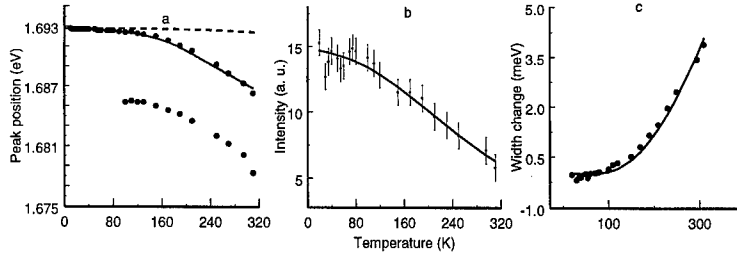 a
b
c
Peak position (eV)
1.693
1.687
1.681
1.675
0 80 160 240 320
Intensity (a. u.)
15
10
5
0 80 160 240 320
Temperature (K)
Width change (meV)
5.0
3.5
2.0
0.5
-1.0
100 200 300